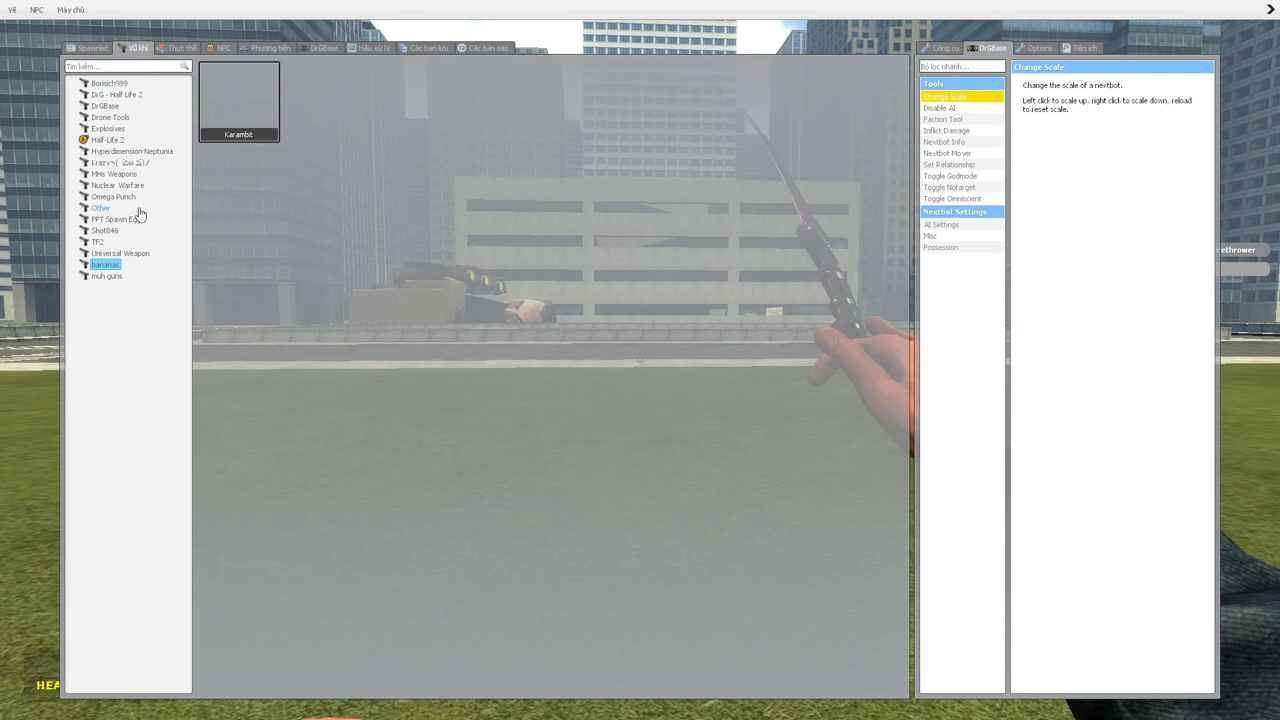 Vẽ NPC Máy chủ
Spawnlist Vũ khí Thực thể NPC Phương tiện DrGBase Hậu xử lý Các bản lưu Các bản sao
Công cụ DrGBase Options Tiện ích
Tìm kiếm...
Borisich999
DrG - Half Life 2
DrGBase
Drone Tools
Explosives
Half-Life 2
Hyperdimension Neptunia
MHs Weapons
Nuclear Warfare
Omega Punch
Other
PPT Spawn
Shot846
TF2
Universal Weapon
bananas
muh guns
Karambit
Bộ lọc nhanh...
Tools
Change Scale
Disable AI
Faction Tool
Inflict Damage
Nextbot Info
Nextbot Mover
Set Relationship
Toggle Godmode
Toggle Notarget
Toggle Omniscient
Nextbot Settings
AI Settings
Misc
Possession
Change Scale
Change the scale of a nextbot.
Left click to scale up, right click to scale down, reload
to reset scale.
ethrower
HEA